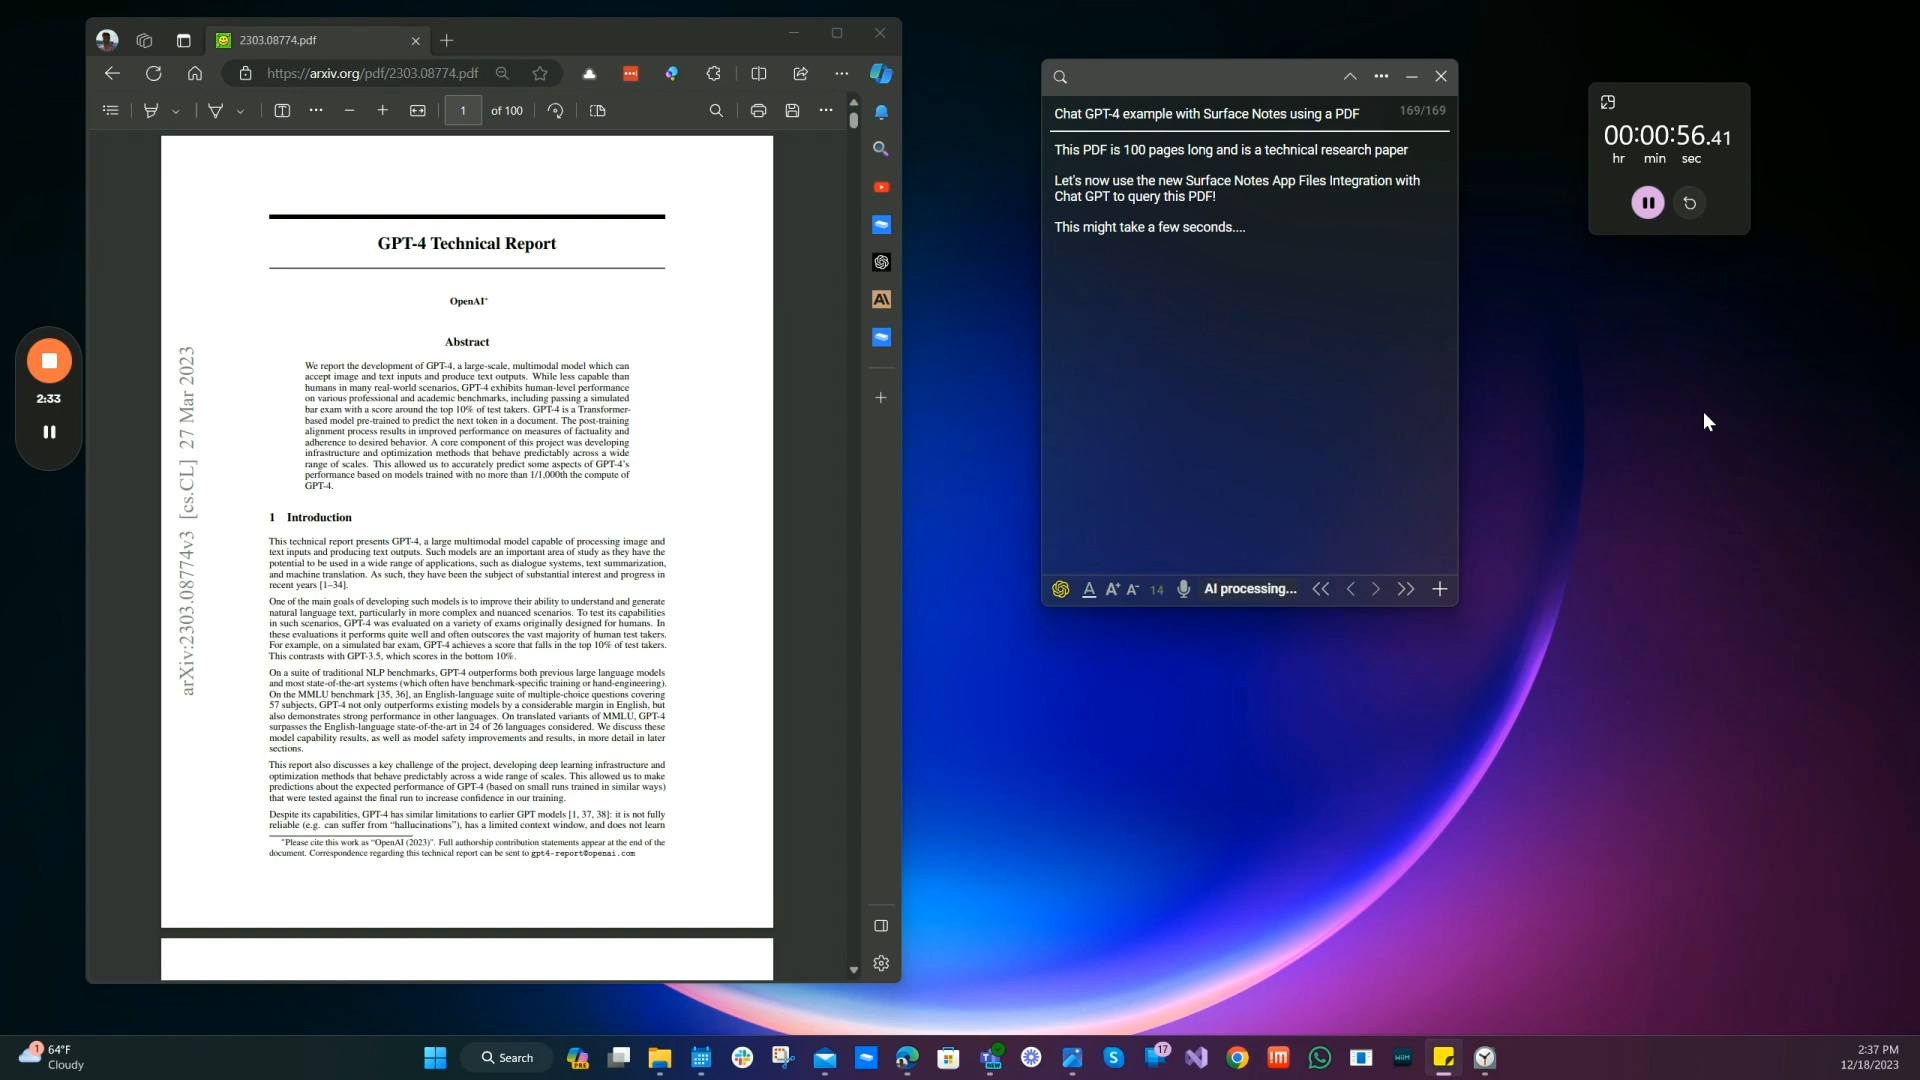 2303.08774.pdf
https://arxiv.org/pdf/2303.08774.pdf
1 of 100
GPT-4 Technical Report
OpenAI*
Abstract
We report the development of GPT-4, a large-scale, multimodal model which can
accept image and text inputs and produce text outputs. While less capable than
humans in many real-world scenarios, GPT-4 exhibits human-level performance
on various professional and academic benchmarks, including passing a simulated
bar exam with a score around the top 10% of test takers. GPT-4 is a Transformer-
based model pre-trained to predict the next token in a document. The post-training
alignment process results in improved performance on measures of factuality and
adherence to desired behavior. A core component of this project was developing
infrastructure and optimization methods that behave predictably across a wide
range of scales. This allowed us to accurately predict some aspects of GPT-4's
performance based on models trained with no more than 1/1,000th the compute of
GPT-4.
1 Introduction
This technical report presents GPT-4, a large multimodal model capable of processing image and
text inputs and producing text outputs. Such models are an important area of study as they have the
potential to be used in a wide range of applications, such as dialogue systems, text summarization,
and machine translation. As such, they have been the subject of substantial interest and progress in
recent years [1–34].
One of the main goals of developing such models is to improve their ability to understand and generate
natural language text, particularly in more complex and nuanced scenarios. To test its capabilities
in such scenarios, GPT-4 was evaluated on a variety of exams originally designed for humans. In
these evaluations it performs quite well and often outscores the vast majority of human test takers.
For example, on a simulated bar exam, GPT-4 achieves a score that falls in the top 10% of test takers.
This contrasts with GPT-3.5, which scores in the bottom 10%.
On a suite of traditional NLP benchmarks, GPT-4 outperforms both previous large language models
and most state-of-the-art systems (which often have benchmark-specific training or hand-engineering).
On the MMLU benchmark [35, 36], an English-language suite of multiple-choice questions covering
57 subjects, GPT-4 not only outperforms existing models by a considerable margin in English, but
also demonstrates strong performance in other languages. On translated variants of MMLU, GPT-4
surpasses the English-language state-of-the-art in 24 of 26 languages considered. We discuss these
model capability results, as well as model safety improvements and results, in more detail in later
sections.
This report also discusses a key challenge of the project, developing deep learning infrastructure and
optimization methods that behave predictably across a wide range of scales. This allowed us to make
predictions about the expected performance of GPT-4 (based on small runs trained in similar ways)
that were tested against the final run to increase confidence in our training.
Despite its capabilities, GPT-4 has similar limitations to earlier GPT models [1, 37, 38]: it is not fully
reliable (e.g. can suffer from “hallucinations”), has a limited context window, and does not learn
*Please cite this work as “OpenAI (2023)". Full authorship contribution statements appear at the end of the
document. Correspondence regarding this technical report can be sent to gpt4-report@openai.com
arXiv:2303.08774v3 [cs.CL] 27 Mar 2023
2:33
Chat GPT-4 example with Surface Notes using a PDF 169/169
This PDF is 100 pages long and is a technical research paper
Let's now use the new Surface Notes App Files Integration with
Chat GPT to query this PDF!
This might take a few seconds....
A A+ A- 14 AI processing...
00:00:56.41
hr min sec
1 64°F
Cloudy
Search
PRE
NEW
17
2:37 PM
12/18/2023